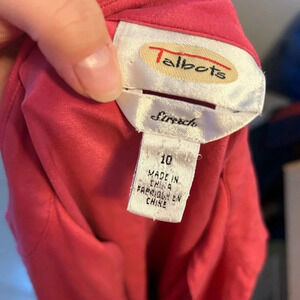 Talbots
Stretch
10
MADE IN
CHINA
FABRIQUÉ EN
CHINE